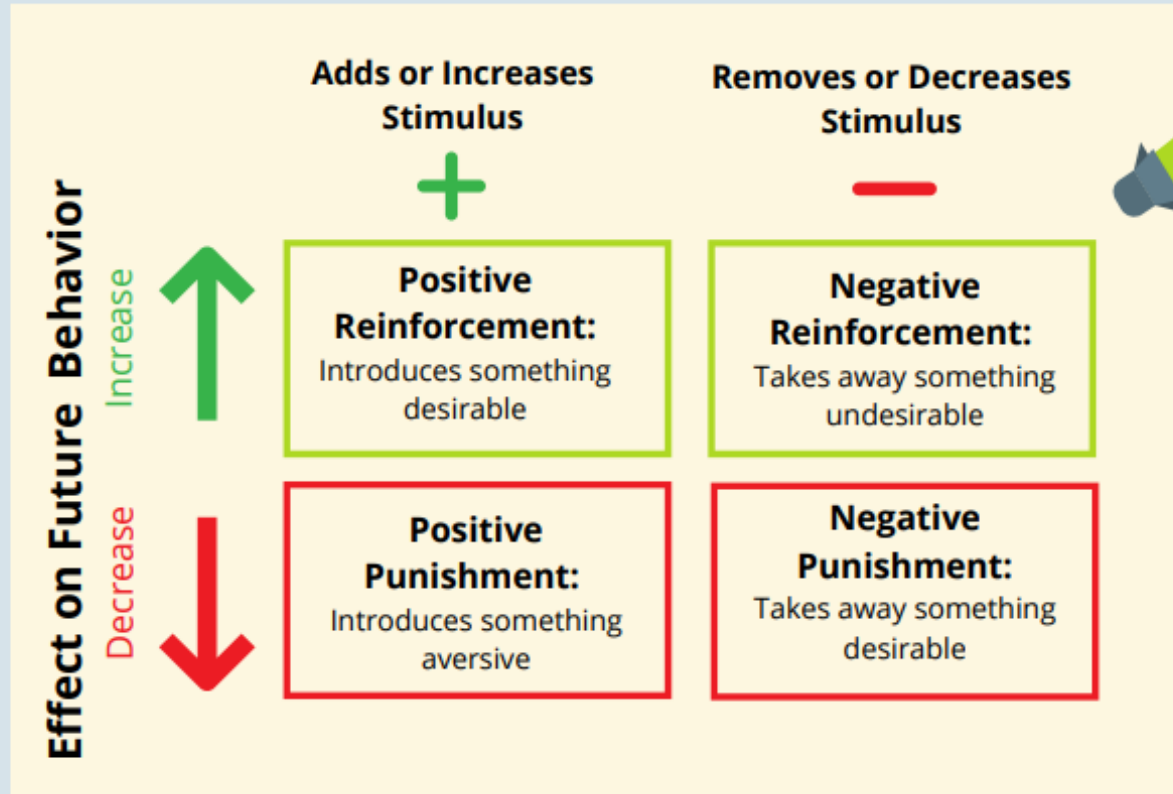 Adds or Increases
Stimulus
Removes or Decreases
Stimulus
Effect on Future Behavior
Increase
Positive
Reinforcement:
Introduces something
desirable
Negative
Reinforcement:
Takes away something
undesirable
Decrease
Positive
Punishment:
Introduces something
aversive
Negative
Punishment:
Takes away something
desirable